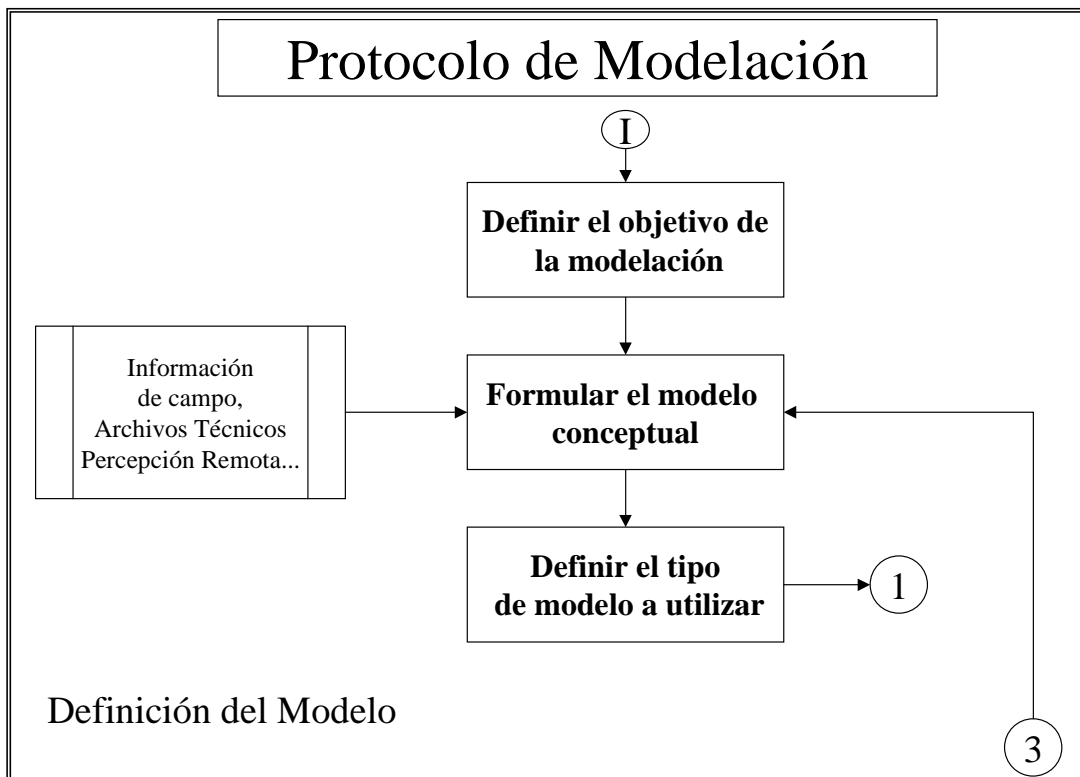 Protocolo de Modelación
I
Definir el objetivo de
la modelación
Información
de campo,
Archivos Técnicos
Percepción Remota...
Formular el modelo
conceptual
Definir el tipo
de modelo a utilizar
1
Definición del Modelo
3